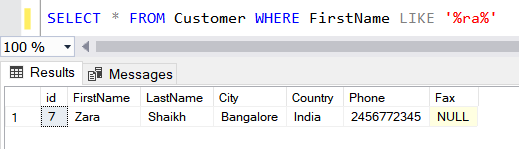 SELECT * FROM Customer WHERE FirstName LIKE '%ra%'
100 %
Results Messages
id FirstName LastName City Country Phone Fax
1 7 Zara Shaikh Bangalore India 2456772345 NULL